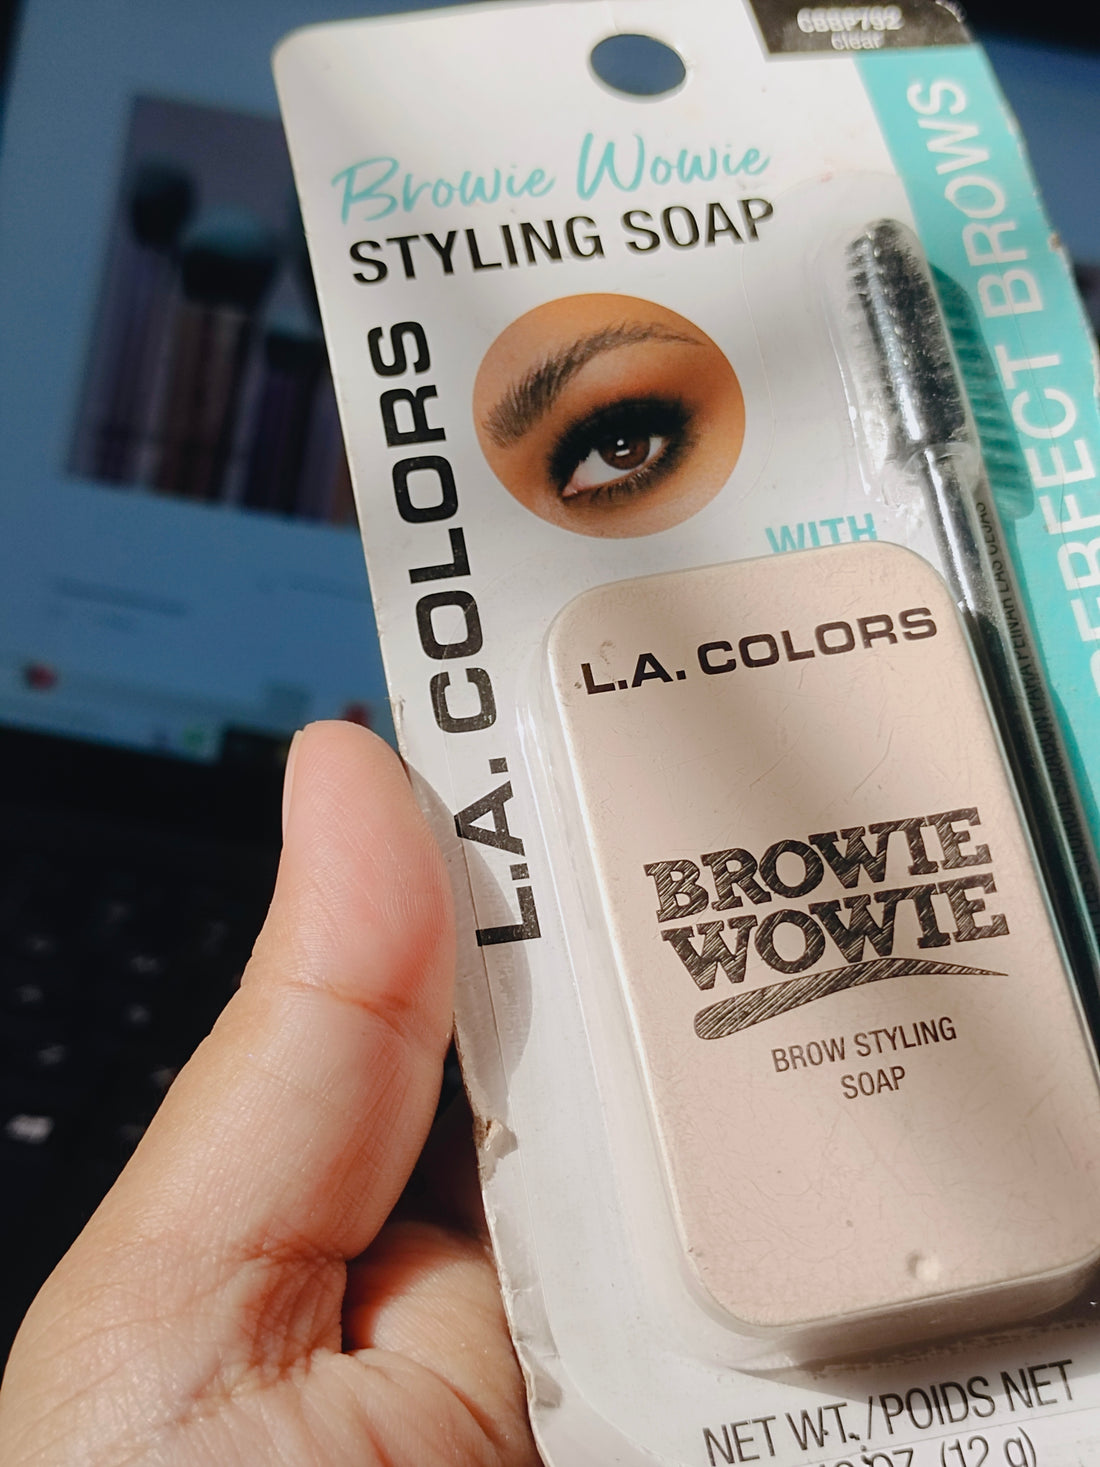 CBBP792
clear
Browie Wowie
STYLING SOAP
L.A. COLORS
WITH
PERFECT BROWS
L.A. COLORS
BROWIE
WOWIE
BROW STYLING
SOAP
NET WT./POIDS NET
OZ. (12 g)